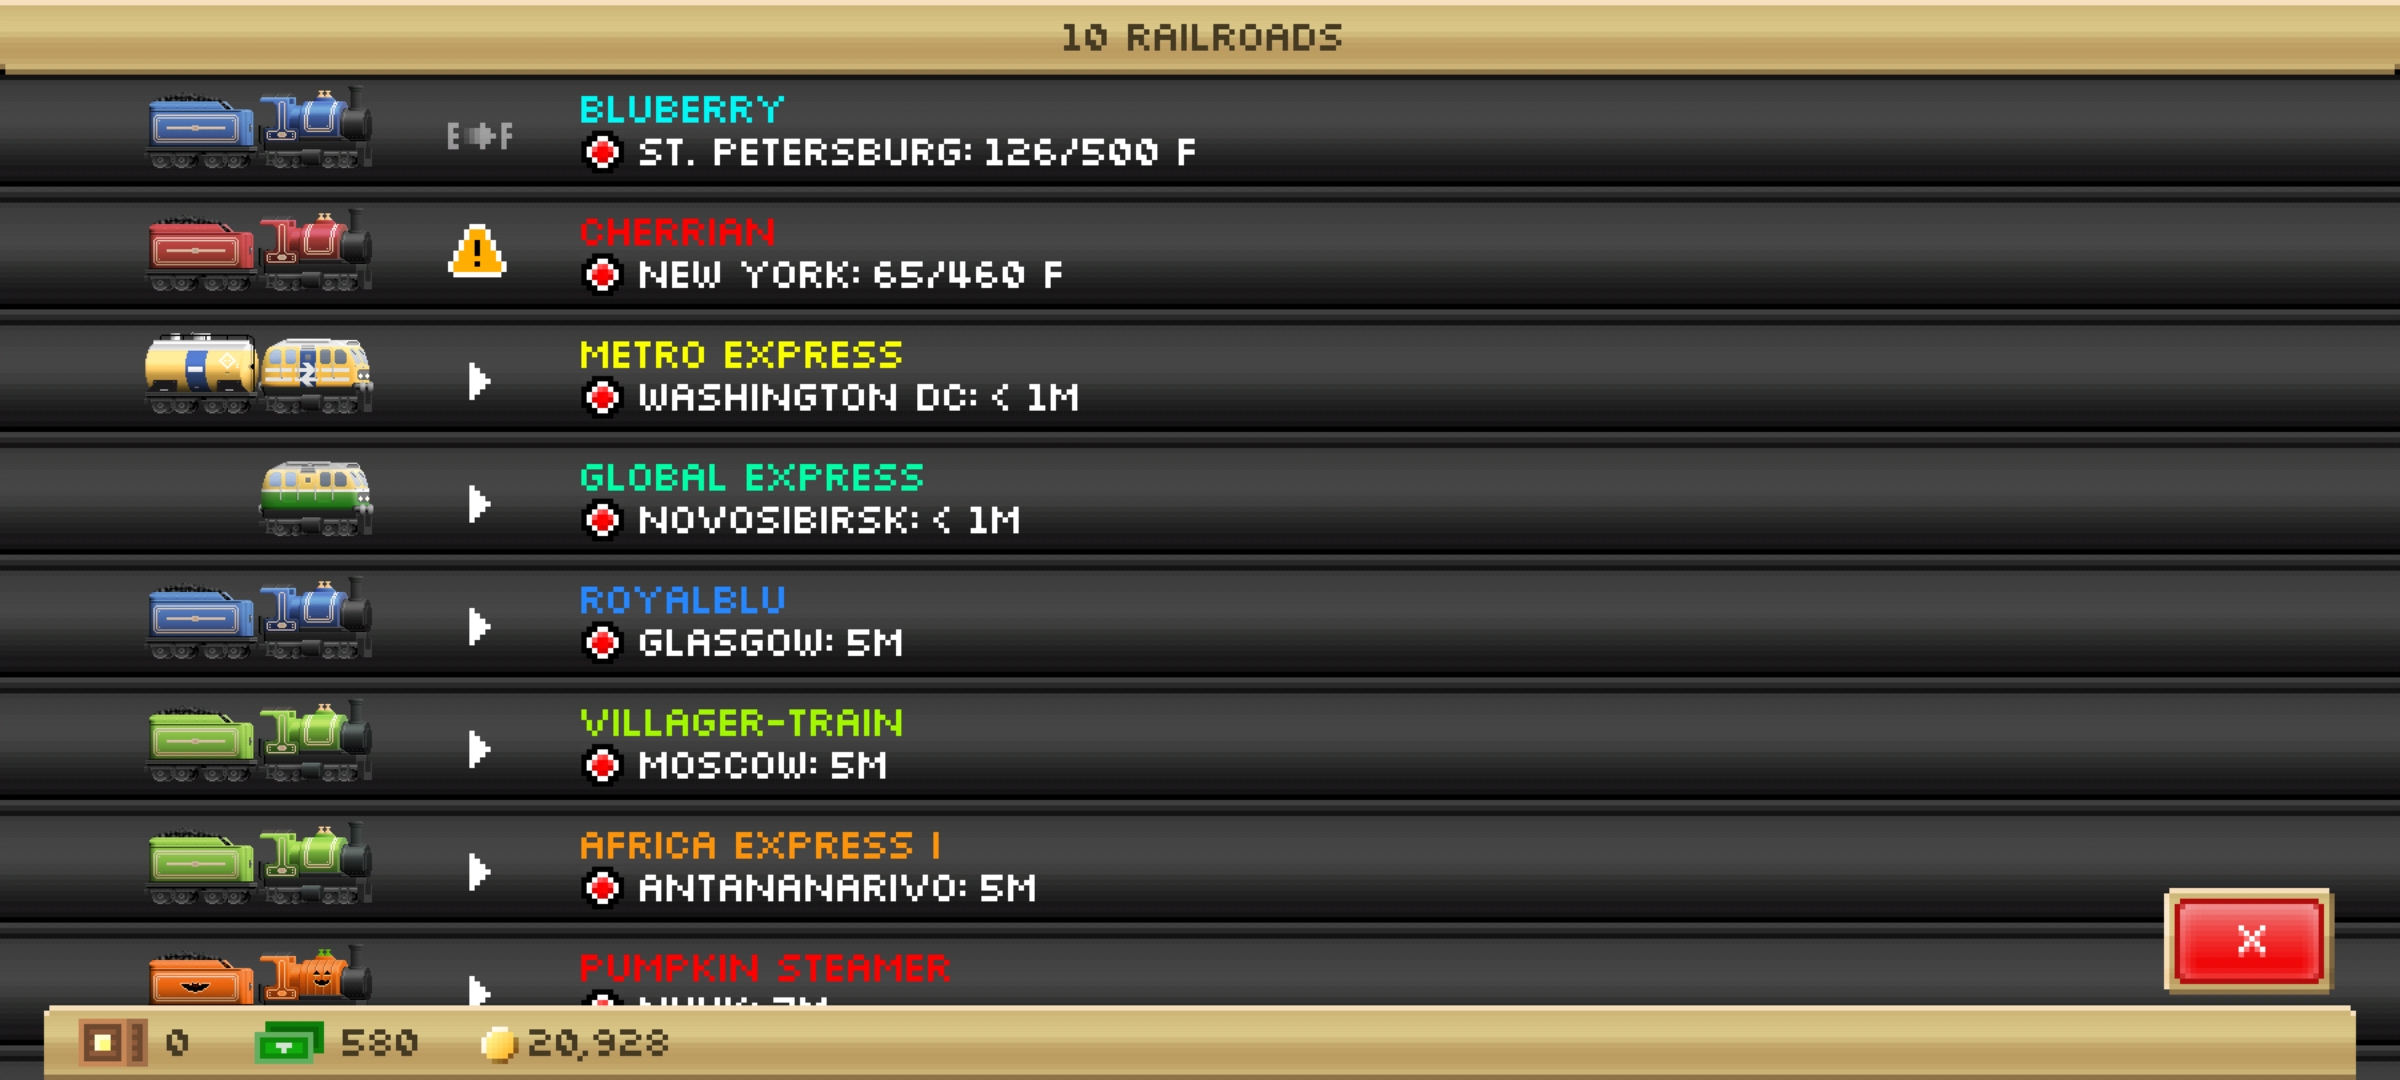 10 RAILROADS
BLUBERRY
E F
ST. PETERSBURG: 126/500 F
CHERRIAN
NEW YORK: 65/460 F
METRO EXPRESS
WASHINGTON DC: < 1M
GLOBAL EXPRESS
NOVOSIBIRSK: < 1M
ROYALBLU
GLASGOW: 5M
VILLAGER-TRAIN
MOSCOW: 5M
AFRICA EXPRESS I
ANTANANARIVO: 5M
PUMPKIN STEAMER
X
0 580 20,928